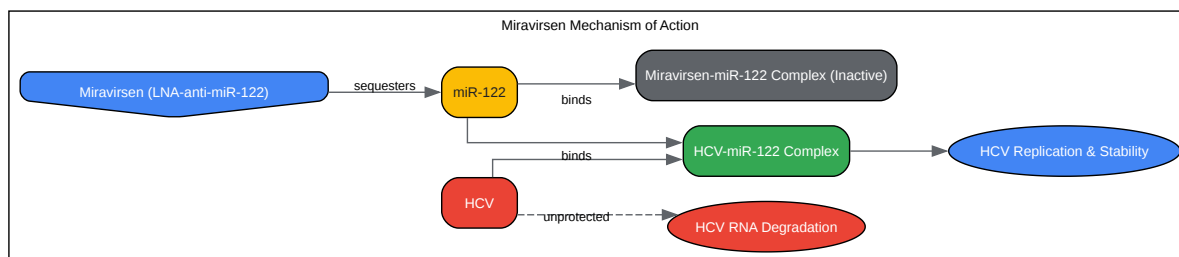 Miravirsen Mechanism of Action
Miravirsen (LNA-anti-miR-122)
sequesters
miR-122
binds
Miravirsen-miR-122 Complex (Inactive)
binds
HCV-miR-122 Complex
HCV Replication & Stability
HCV
unprotected
HCV RNA Degradation